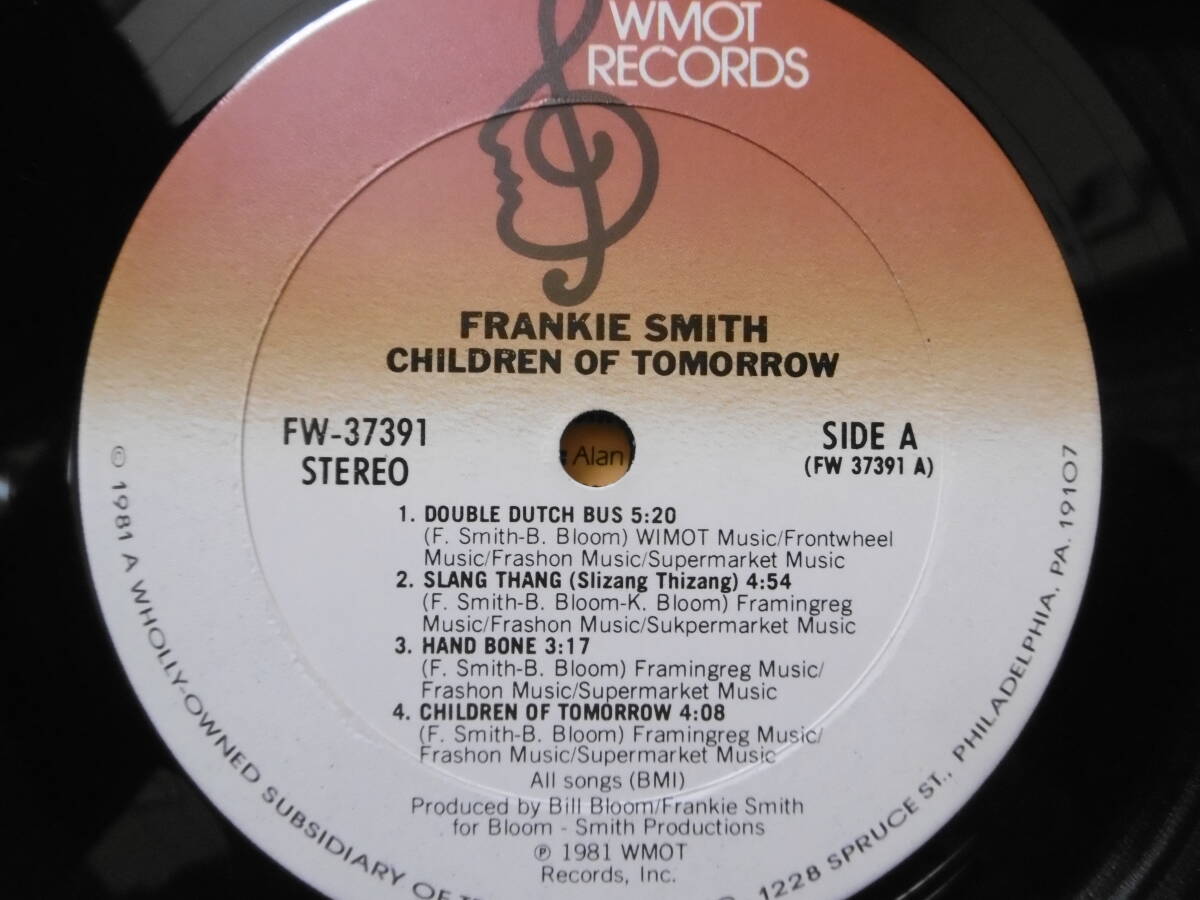 WMOT
RECORDS
FRANKIE SMITH
CHILDREN OF TOMORROW
FW-37391
STEREO
SIDE A
(FW 37391 A)
Alan
1. DOUBLE DUTCH BUS 5:20
(F. Smith-B. Bloom) WIMOT Music/Frontwheel
Music/Frashon Music/Supermarket Music
2. SLANG THANG (Slizang Thizang) 4:54
(F. Smith-B. Bloom-K. Bloom) Framingreg
Music/Frashon Music/Sukpermarket Music
3. HAND BONE 3:17
(F. Smith-B. Bloom) Framingreg Music/
Frashon Music/Supermarket Music
4. CHILDREN OF TOMORROW 4:08
(F. Smith-B. Bloom) Framingreg Music/
Frashon Music/Supermarket Music
All songs (BMI)
Produced by Bill Bloom/Frankie Smith
for Bloom - Smith Productions
℗ 1981 WMOT
Records, Inc.
© 1981 A WHOLLY-OWNED SUBSIDIARY OF
1228 SPRUCE ST., PHILADELPHIA, PA. 19107